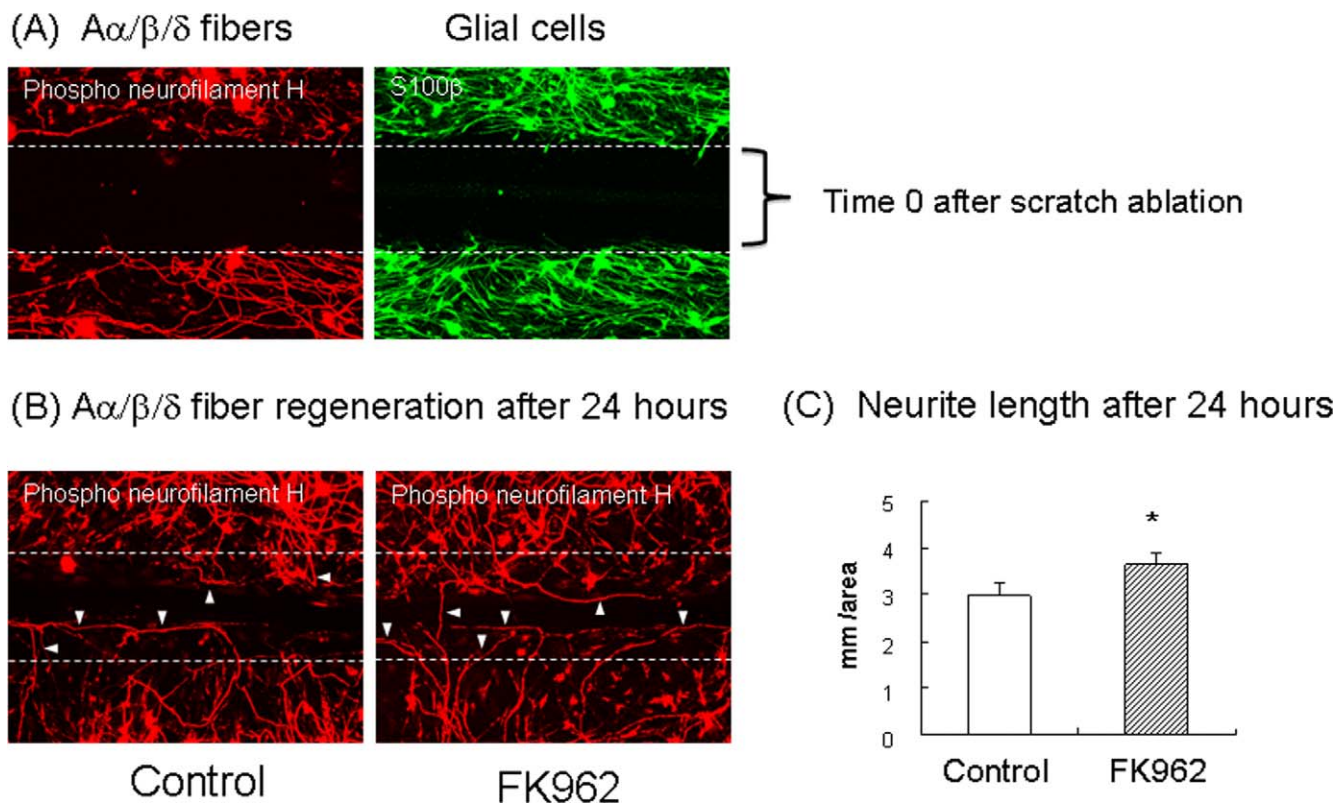 (A) Aα/β/δ fibers
Glial cells
Phospho neurofilament H
S100β
Time 0 after scratch ablation
(B) Aα/β/δ fiber regeneration after 24 hours
Phospho neurofilament H
Phospho neurofilament H
Control
FK962
(C) Neurite length after 24 hours
5
4
3
2
1
0
mm/area
*
Control
FK962